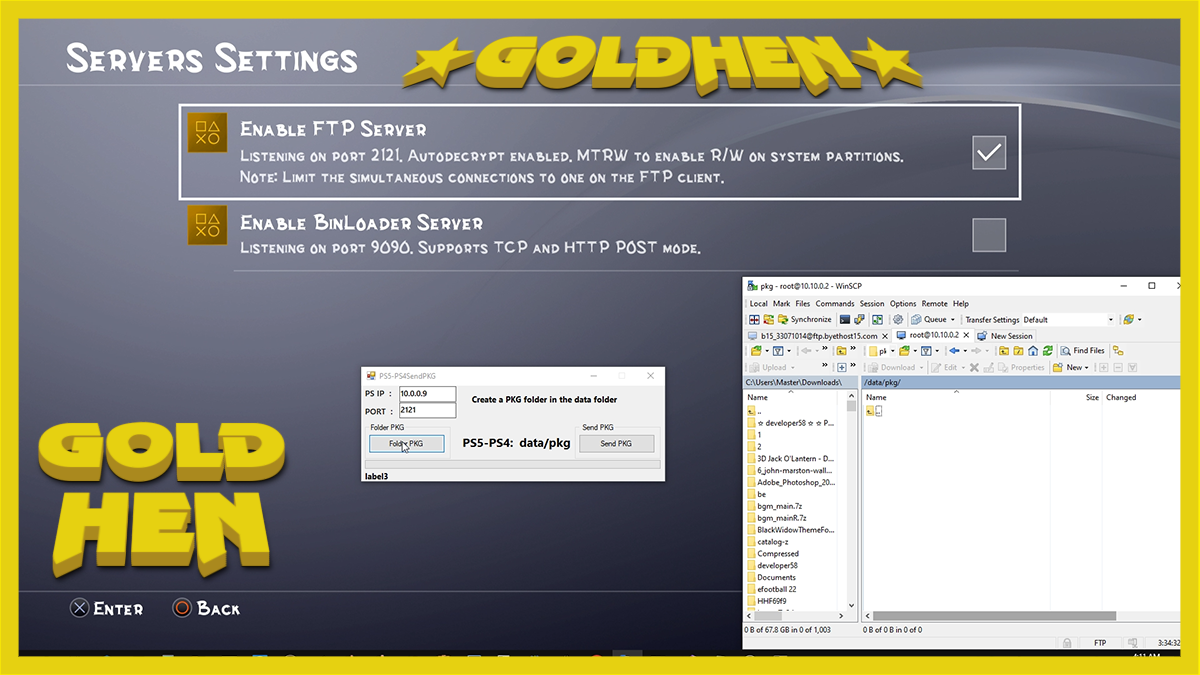 SERVERS SETTINGS
GOLDHEN
ENABLE FTP SERVER
LISTENING ON PORT 2121. AUTODECRYPT ENABLED. MTRW TO ENABLE R/W ON SYSTEM PARTITIONS.
NOTE: LIMIT THE SIMULTANEOUS CONNECTIONS TO ONE ON THE FTP CLIENT.
ENABLE BINLOADER SERVER
LISTENING ON PORT 9090. SUPPORTS TCP AND HTTP POST MODE.
PS5-PS4SendPKG
PS IP : 10.0.0.9
Create a PKG folder in the data folder
PORT : 2121
Folder PKG
Send PKG
Folder PKG
PS5-PS4: data/pkg
Send PKG
label3
GOLD
HEN
ENTER
BACK
pkg - root@10.10.0.2 - WinSCP
Local Mark Files Commands Session Options Remote Help
Synchronize Queue Transfer Settings Default
b15_33071014@ftp.byethost15.com root@10.10.0.2 New Session
Find Files
Upload Download Edit Properties New
C:\Users\Master\Downloads\ /data/pkg/
Name Name Size Changed
..
☆ developer58 ☆ ☆ P...
1
2
3D Jack O'Lantern - D...
6_john-marston-wall...
Adobe_Photoshop_20...
be
bgm_main.7z
bgm_mainR.7z
BlackWidowThemeFo...
catalog-z
Compressed
developer58
Documents
efootball 22
HHF69f9
0 B of 67.8 GB in 0 of 1,003 0 B of 0 B in 0 of 0
FTP 3:34:32